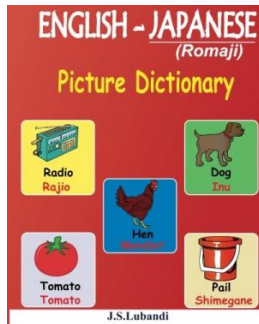 ENGLISH - JAPANESE
(Romaji)
Picture Dictionary
Radio
Rajio
Dog
Inu
Hen
Tomato
Tomato
Pail
Shimegane
J.S.Lubandi